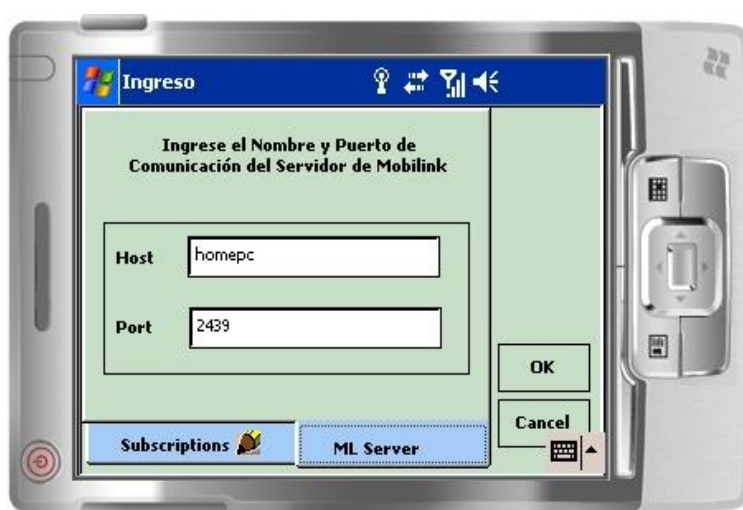 Ingreso
Ingrese el Nombre y Puerto de
Comunicación del Servidor de Mobilink
Host
homepc
Port
2439
OK
Cancel
Subscriptions
ML Server